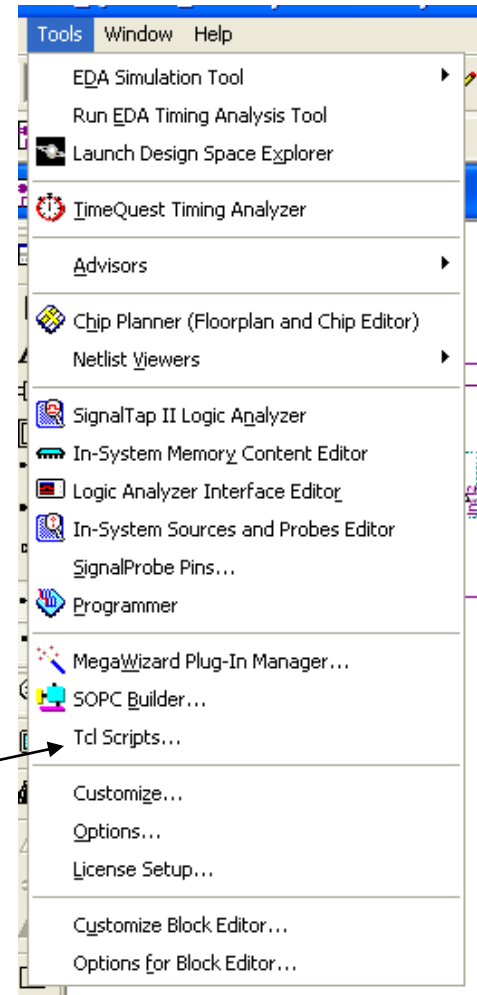 Tools Window Help
EDA Simulation Tool
Run EDA Timing Analysis Tool
Launch Design Space Explorer
TimeQuest Timing Analyzer
Advisors
Chip Planner (Floorplan and Chip Editor)
Netlist Viewers
SignalTap II Logic Analyzer
In-System Memory Content Editor
Logic Analyzer Interface Editor
In-System Sources and Probes Editor
SignalProbe Pins...
Programmer
MegaWizard Plug-In Manager...
SOPC Builder...
Tcl Scripts...
Customize...
Options...
License Setup...
Customize Block Editor...
Options for Block Editor...